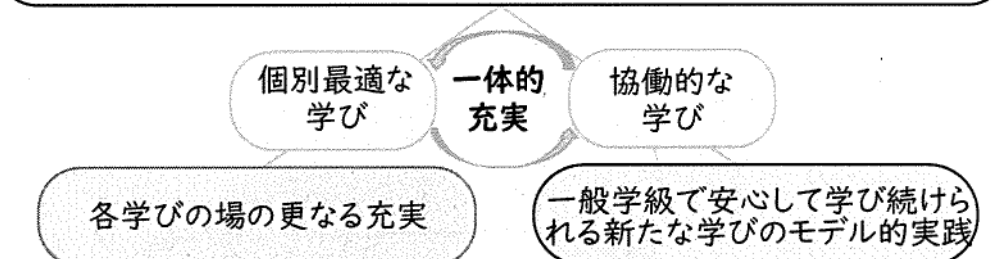 個別最適な
学び
一体的
充実
協働的な
学び
各学びの場の更なる充実
一般学級で安心して学び続けら
れる新たな学びのモデル的実践